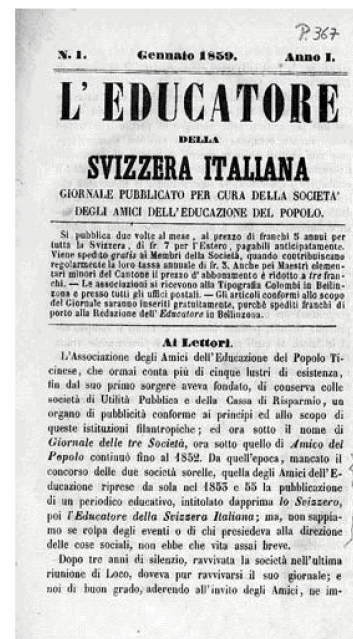 P. 367
N. 1. Gennaio 1859. Anno I.
L'EDUCATORE
DELLA
SVIZZERA ITALIANA
GIORNALE PUBBLICATO PER CURA DELLA SOCIETA'
DEGLI AMICI DELL'EDUCAZIONE DEL POPOLO.
Si pubblica due volte al mese, al prezzo di franchi 5 annui per
tutta la Svizzera, di fr. 7 per l'Estero, pagabili anticipatamente.
Viene spedito gratis ai Membri della Società, quando contribuiscano
regolarmente la loro tassa annuale di fr. 5. Anche pei Maestri elemen-
tari minori del Cantone il prezzo d'abbonamento è ridotto a tre fran-
chi. — Le associazioni si ricevono alla Tipografia Colombi in Bellin-
zona e presso tutti gli uffici postali. — Gli articoli conformi allo scopo
del Giornale saranno inseriti gratuitamente, purchè spediti franchi di
porto alla Redazione dell'Educatore in Bellinzona.
Ai Lettori.
L'Associazione degli Amici dell'Educazione del Popolo Ti-
cinese, che ormai conta più di cinque lustri di esistenza,
fin dal suo primo sorgere aveva fondato, di conserva colle
società di Utilità Pubblica e della Cassa di Risparmio, un
organo di pubblicità conforme ai principi ed allo scopo di
queste istituzioni filantropiche; ed ora sotto il nome di
Giornale delle tre Società, ora sotto quello di Amico del
Popolo continuò fino al 1852. Da quell'epoca, mancato il
concorso delle due società sorelle, quella degli Amici dell'E-
ducazione riprese da sola nel 1853 e 55 la pubblicazione
di un periodico educativo, intitolato dapprima lo Svizzero,
poi l'Educatore della Svizzera Italiana; ma, non sappia-
mo se colpa degli eventi o di chi presiedeva alla direzione
delle cose sociali, non ebbe che vita assai breve.
Dopo tre anni di silenzio, ravvivata la società nell'ultima
riunione di Loco, doveva pur ravvivarsi il suo giornale; e
noi di buon grado, aderendo all'invito degli Amici, ne im-